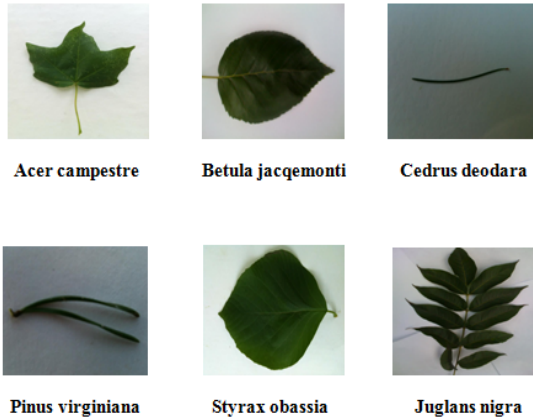 Acer campestre
Betula jacqemonti
Cedrus deodara
Pinus virginiana
Styrax obassia
Juglans nigra